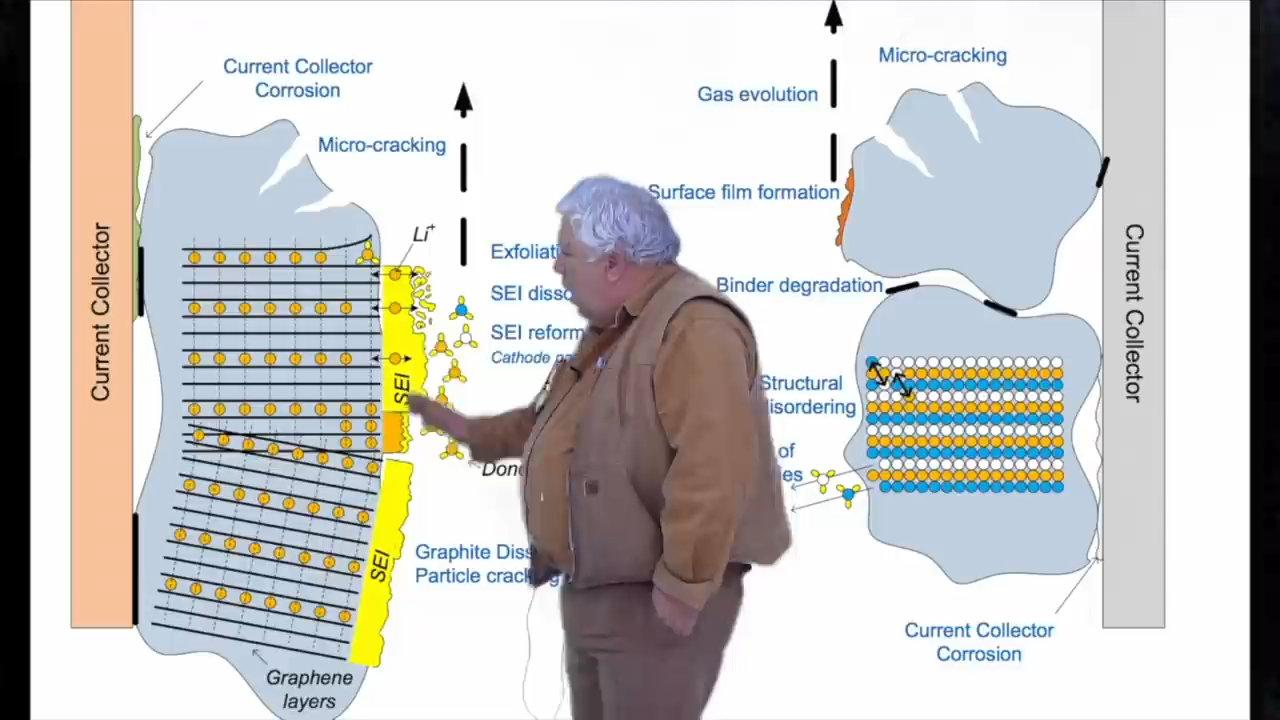 Current Collector
Current Collector
Corrosion
Micro-cracking
Li+
Exfoliati
SEI disso
SEI reform
Cathode
SEI
SEI
Graphite Diss
Particle cracking
Graphene
layers
Gas evolution
Micro-cracking
Surface film formation
Binder degradation
Structural
isordering
of
es
Current Collector
Current Collector
Corrosion